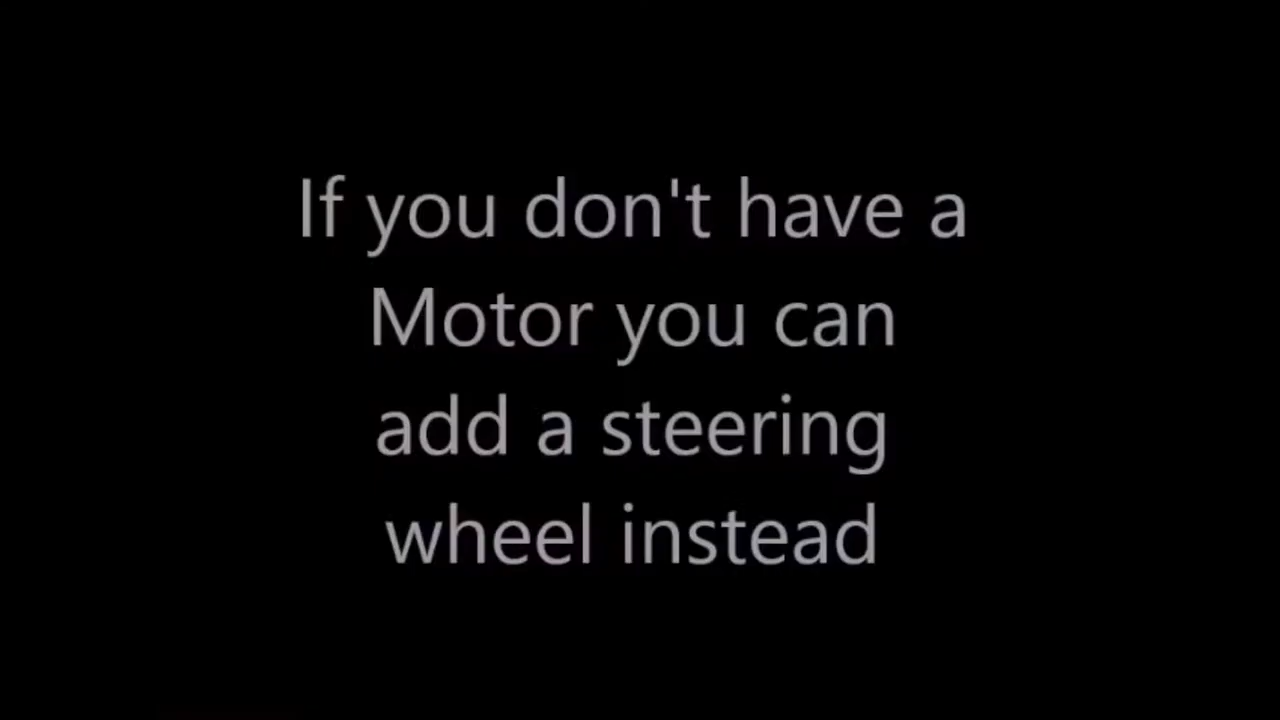 If you don't have a
Motor you can
add a steering
wheel instead